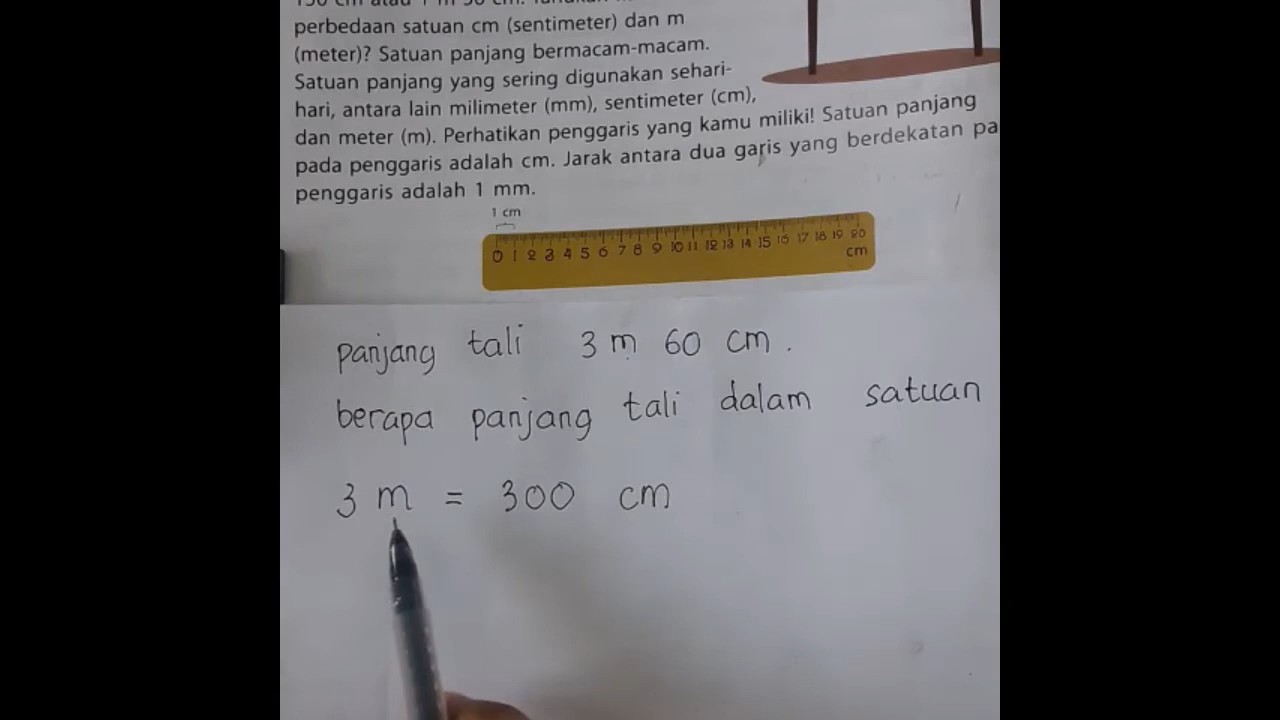 perbedaan satuan cm (sentimeter) dan m
(meter)? Satuan panjang bermacam-macam.
Satuan panjang yang sering digunakan sehari-
hari, antara lain milimeter (mm), sentimeter (cm),
dan meter (m). Perhatikan penggaris yang kamu miliki! Satuan panjang
pada penggaris adalah cm. Jarak antara dua garis yang berdekatan pa
penggaris adalah 1 mm.
1 cm
0 1 2 3 4 5 6 7 8 9 10 11 12 13 14 15 16 17 18 19 20
cm
panjang tali 3 m 60 cm.
berapa panjang tali dalam satuan
3 m = 300 cm